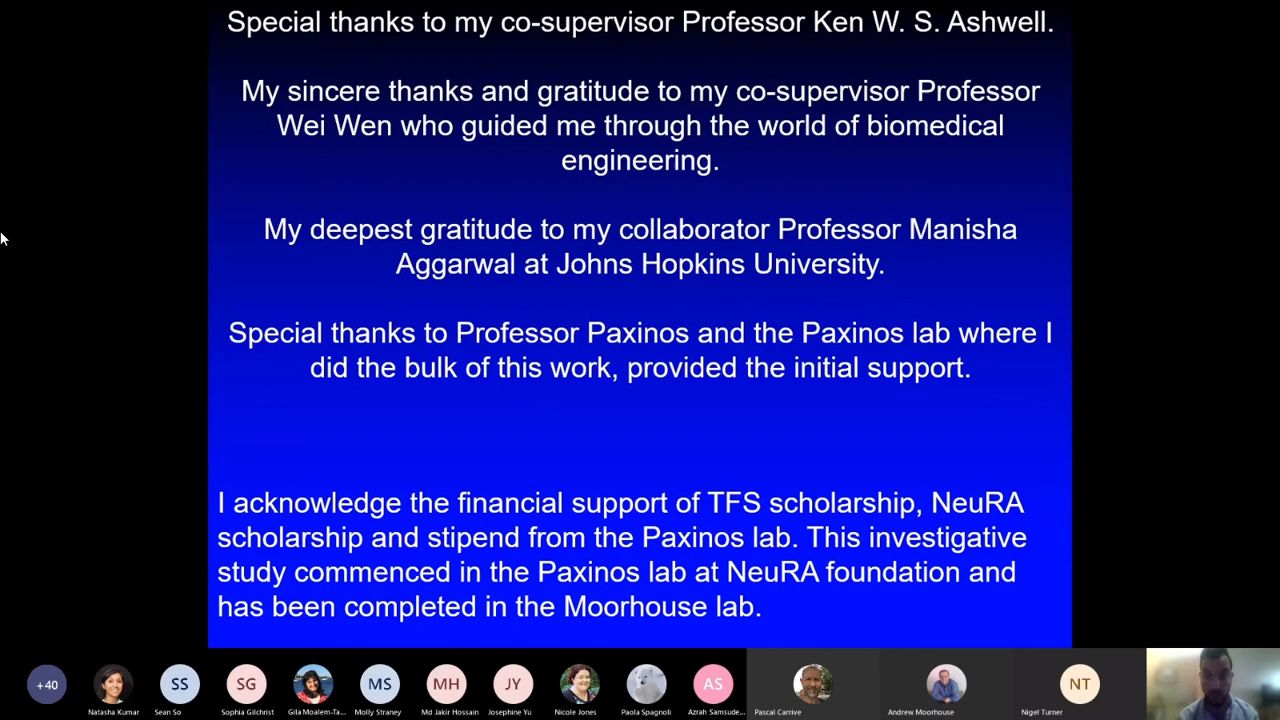 Special thanks to my co-supervisor Professor Ken W. S. Ashwell.
My sincere thanks and gratitude to my co-supervisor Professor
Wei Wen who guided me through the world of biomedical
engineering.
My deepest gratitude to my collaborator Professor Manisha
Aggarwal at Johns Hopkins University.
Special thanks to Professor Paxinos and the Paxinos lab where I
did the bulk of this work, provided the initial support.
I acknowledge the financial support of TFS scholarship, NeuRA
scholarship and stipend from the Paxinos lab. This investigative
study commenced in the Paxinos lab at NeuRA foundation and
has been completed in the Moorhouse lab.
+40 SS SG MS MH JY AS NT
Natasha Kumar Sean So Sophia Gilchrist Gila Moalem-Ta... Molly Straney Md Jakir Hossain Josephine Yu Nicole Jones Paola Spagnoli Azrah Samsude... Pascal Carrive Andrew Moorhouse Nigel Turner